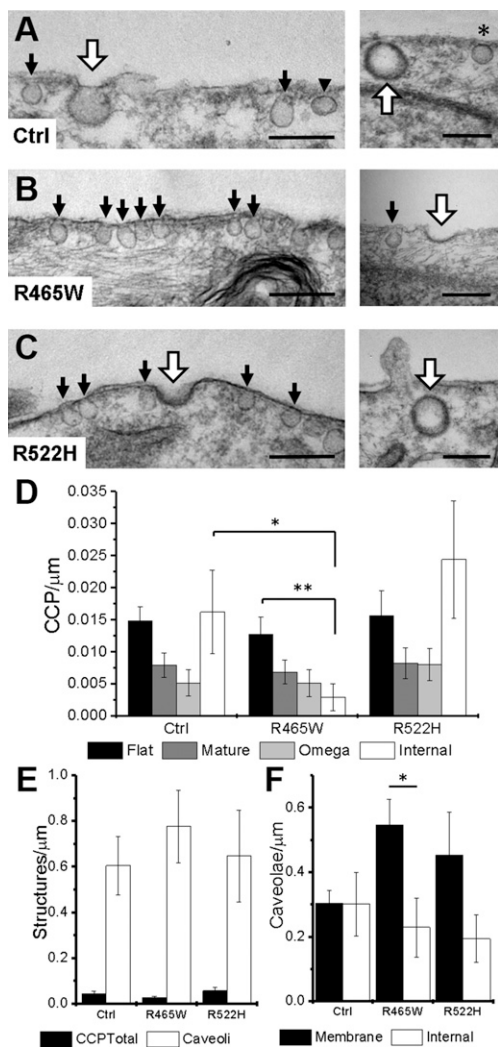 A
*
Ctrl
B
R465W
C
R522H
D
CCP/μm
0.035
0.030
0.025
0.020
0.015
0.010
0.005
0.000
*
**
Ctrl R465W R522H
Flat Mature Omega Internal
E
Structures/μm
1.0
0.8
0.6
0.4
0.2
0.0
Ctrl R465W R522H
CCPTotal Caveoli
F
Caveolae/μm
0.6
0.4
0.2
0.0
*
Ctrl R465W R522H
Membrane Internal